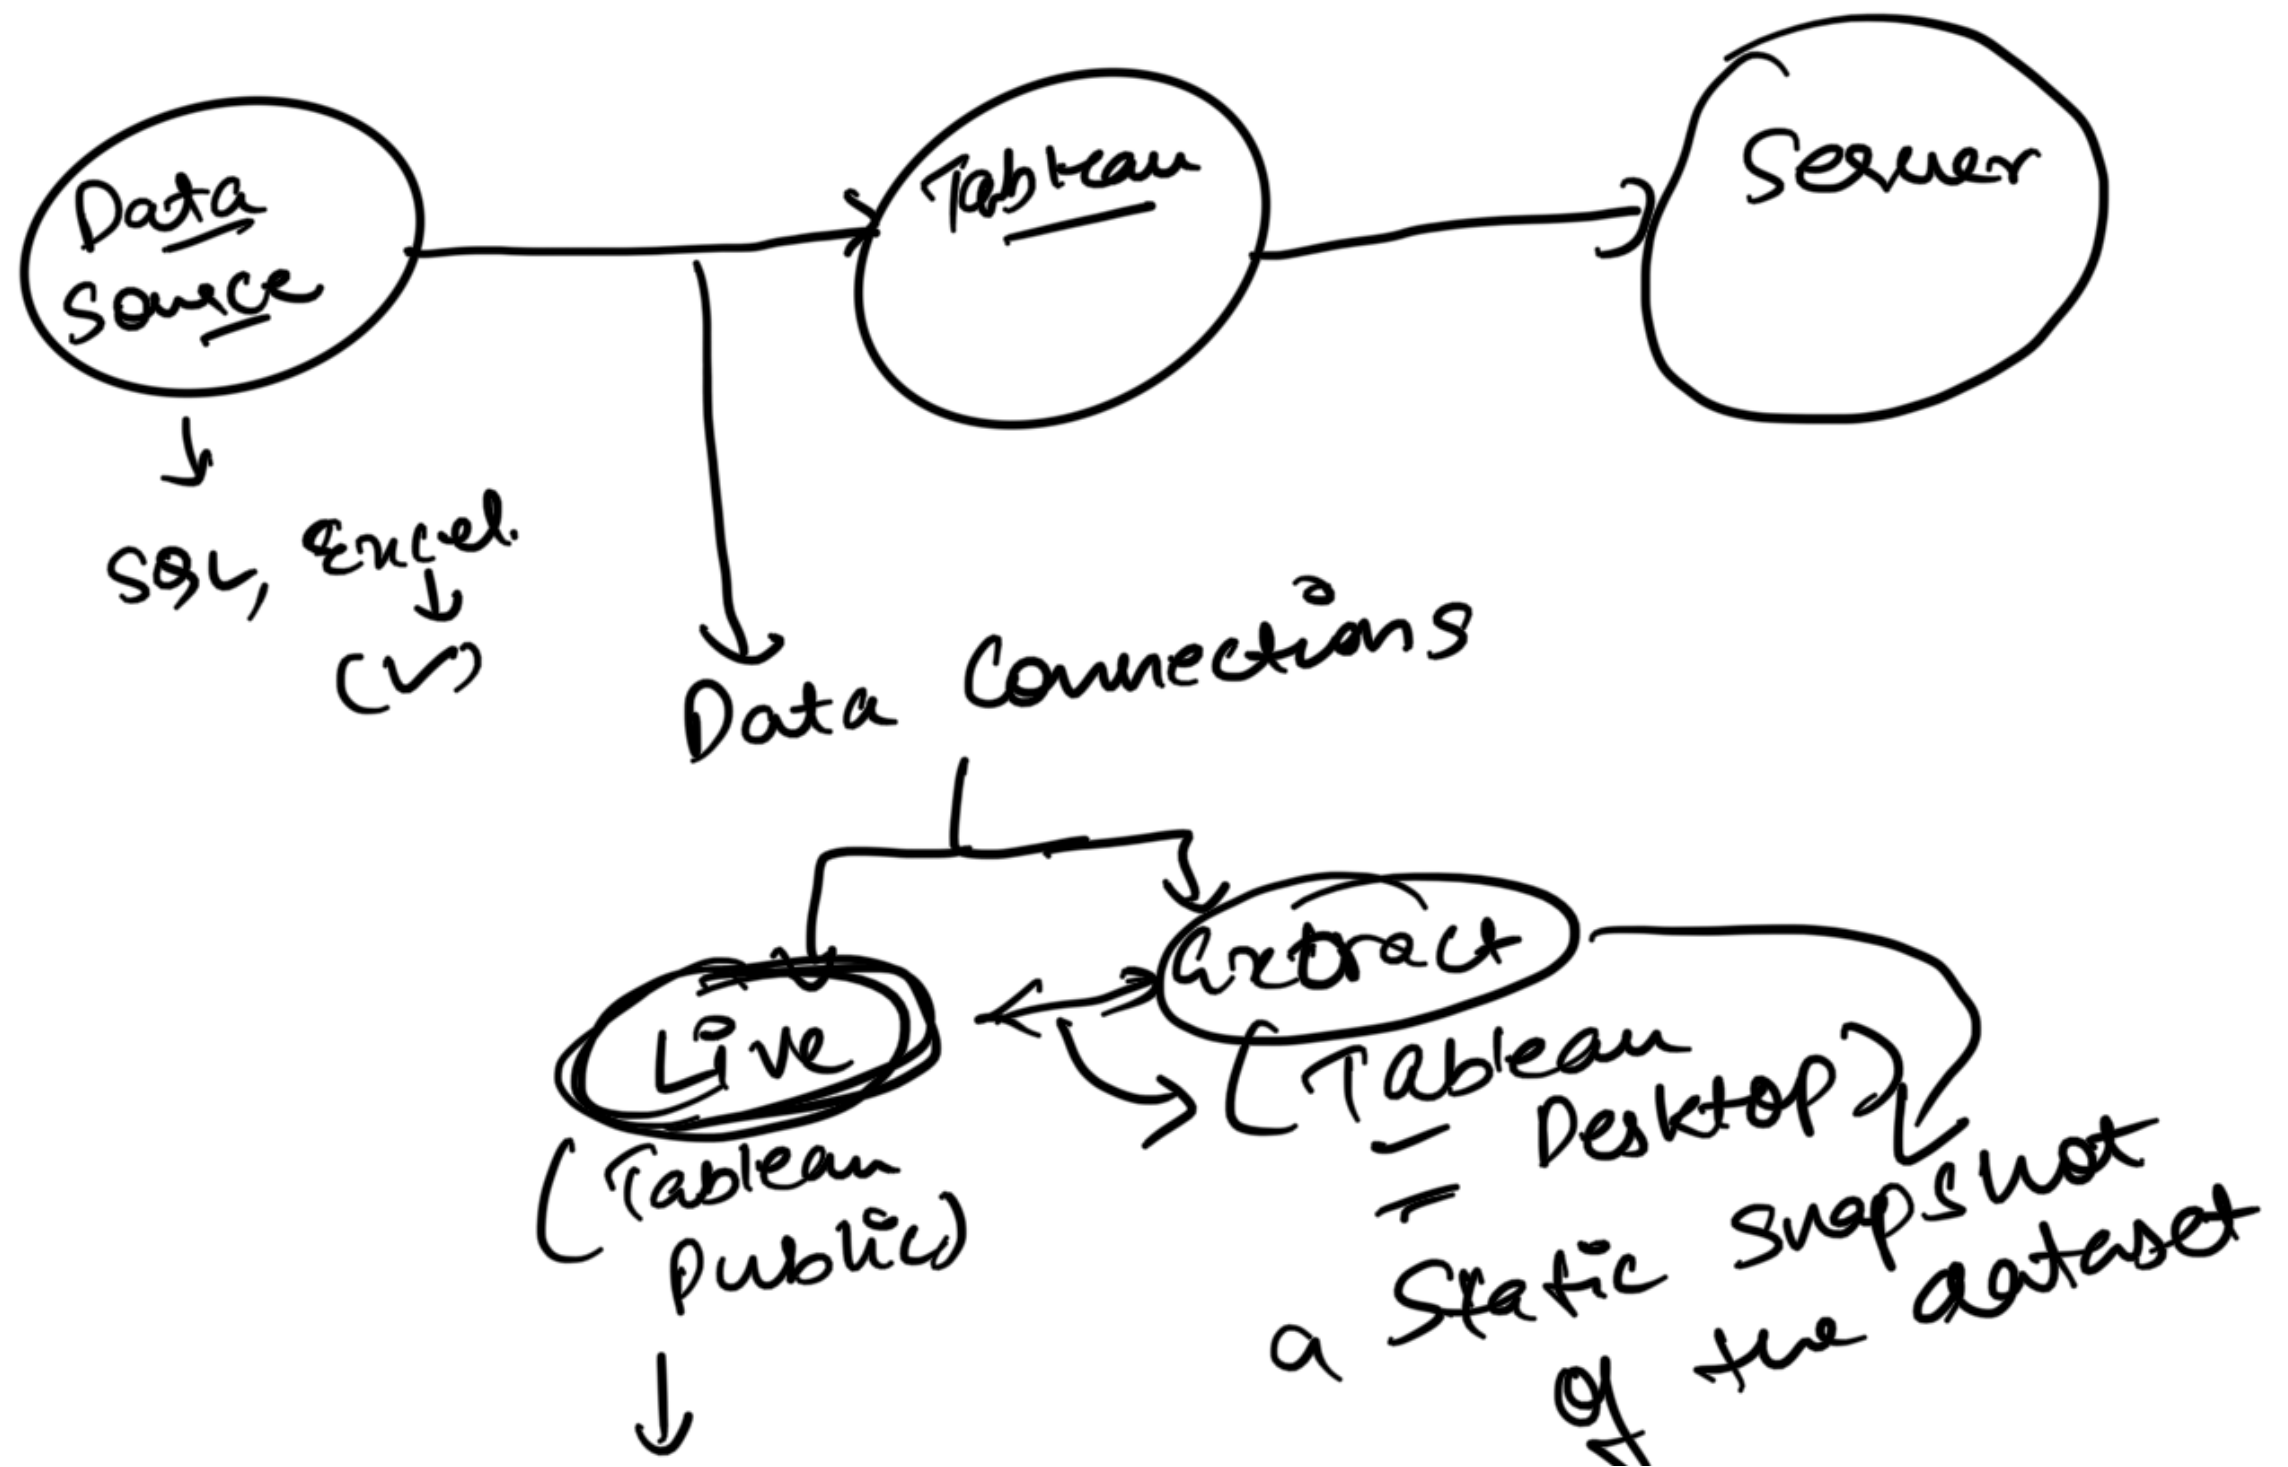 Data
Source
Tableau
Server
SQL, Excel.
(✓)
Data Connections
Live
(Tableau
Public)
Extract
(Tableau
Desktop)
a Static snapshot
of the dataset